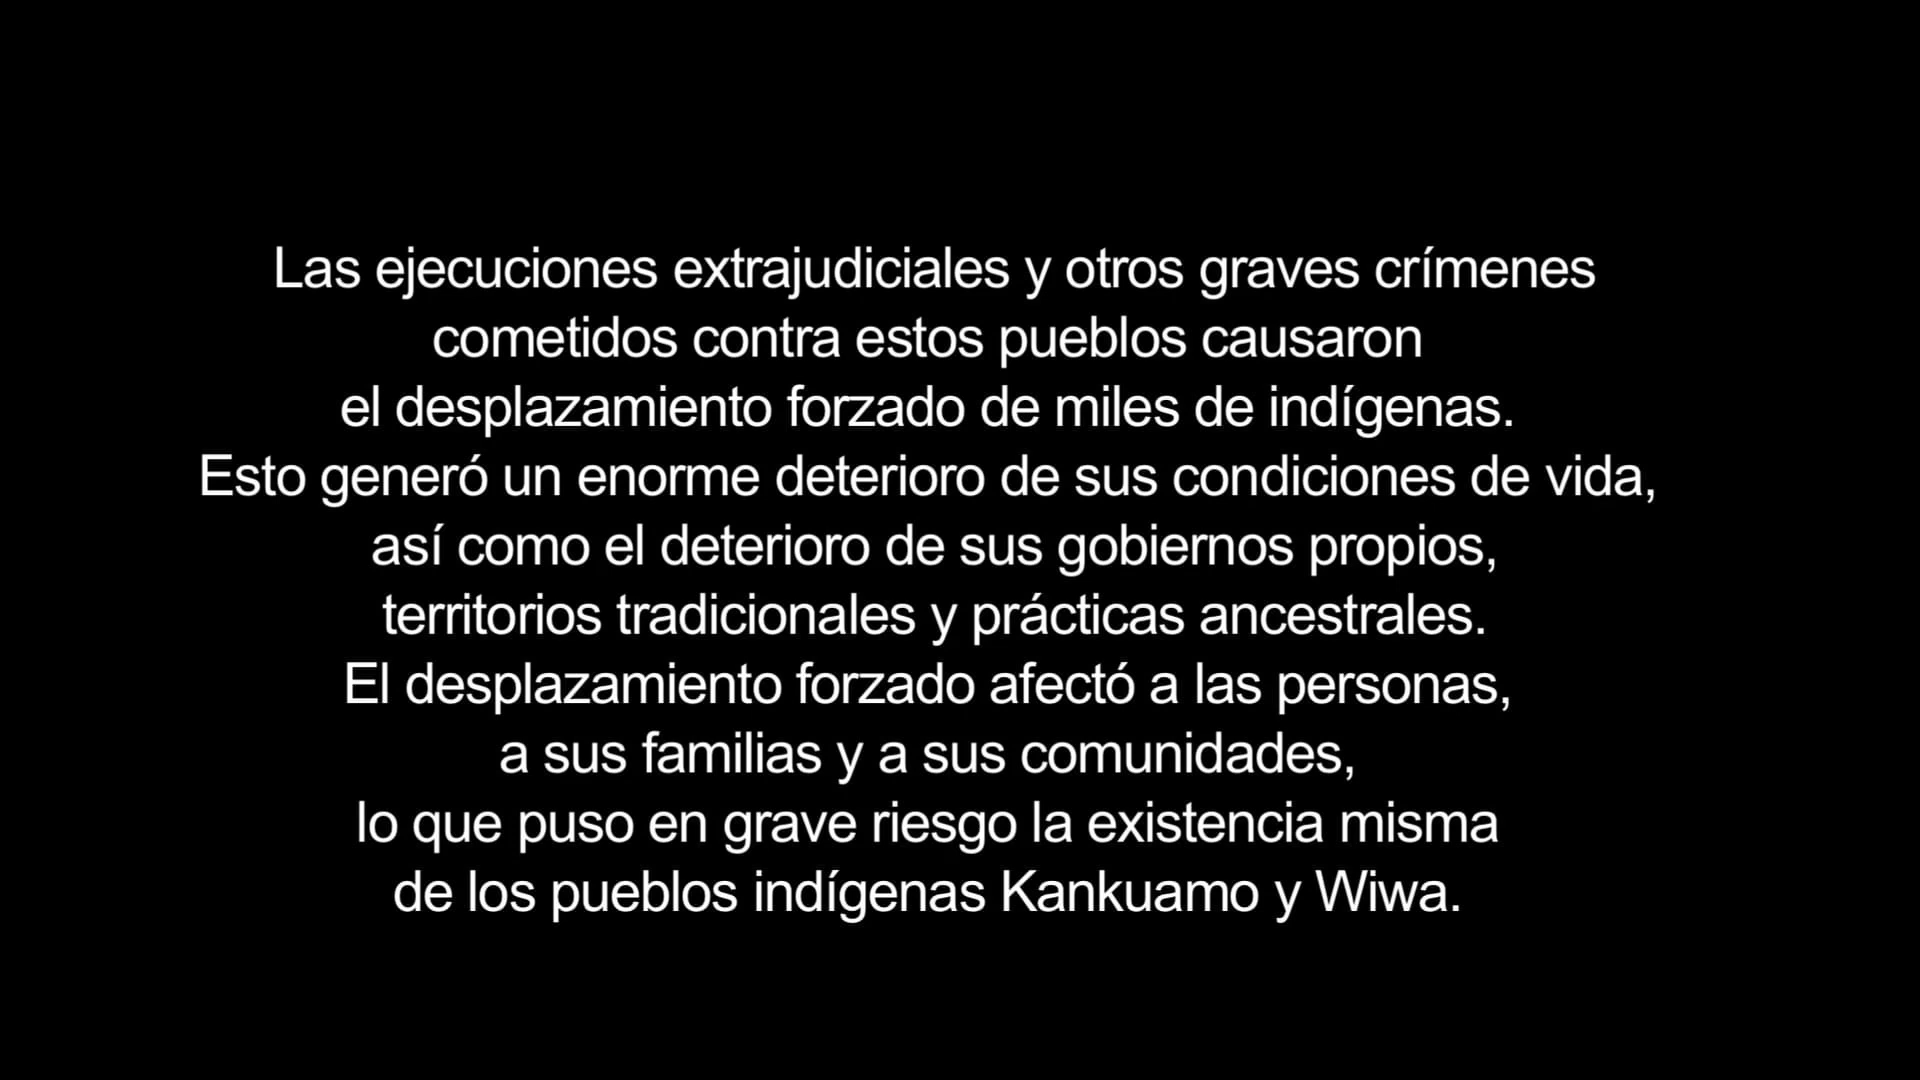 Las ejecuciones extrajudiciales y otros graves crímenes
cometidos contra estos pueblos causaron
el desplazamiento forzado de miles de indígenas.
Esto generó un enorme deterioro de sus condiciones de vida,
así como el deterioro de sus gobiernos propios,
territorios tradicionales y prácticas ancestrales.
El desplazamiento forzado afectó a las personas,
a sus familias y a sus comunidades,
lo que puso en grave riesgo la existencia misma
de los pueblos indígenas Kankuamo y Wiwa.